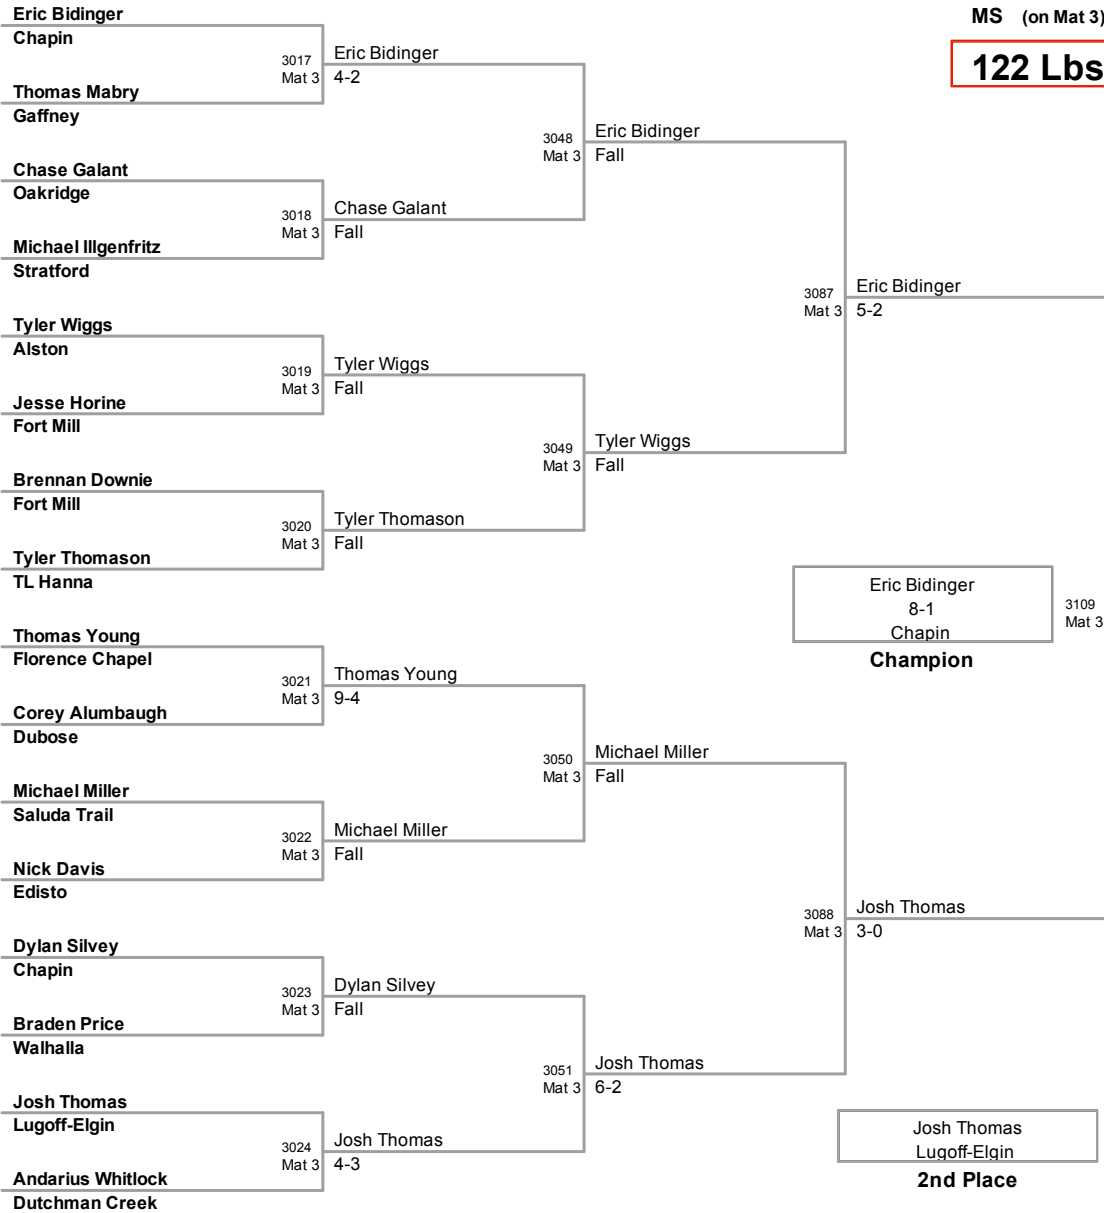 Eric Bidinger
Chapin
3017
Mat 3
Eric Bidinger
4-2
Thomas Mabry
Gaffney
MS (on Mat 3)
122 Lbs
3048
Mat 3
Eric Bidinger
Fall
Chase Galant
Oakridge
3018
Mat 3
Chase Galant
Fall
Michael Illgenfritz
Stratford
3087
Mat 3
Eric Bidinger
5-2
Tyler Wiggs
Alston
3019
Mat 3
Tyler Wiggs
Fall
Jesse Horine
Fort Mill
3049
Mat 3
Tyler Wiggs
Fall
Brennan Downie
Fort Mill
3020
Mat 3
Tyler Thomason
Fall
Tyler Thomason
TL Hanna
Eric Bidinger
8-1
Chapin
Champion
3109
Mat 3
Thomas Young
Florence Chapel
3021
Mat 3
Thomas Young
9-4
Corey Alumbaugh
Dubose
3050
Mat 3
Michael Miller
Fall
Michael Miller
Saluda Trail
3022
Mat 3
Michael Miller
Fall
Nick Davis
Edisto
3088
Mat 3
Josh Thomas
3-0
Dylan Silvey
Chapin
3023
Mat 3
Dylan Silvey
Fall
Braden Price
Walhalla
3051
Mat 3
Josh Thomas
6-2
Josh Thomas
Lugoff-Elgin
3024
Mat 3
Josh Thomas
4-3
Andarius Whitlock
Dutchman Creek
Josh Thomas
Lugoff-Elgin
2nd Place